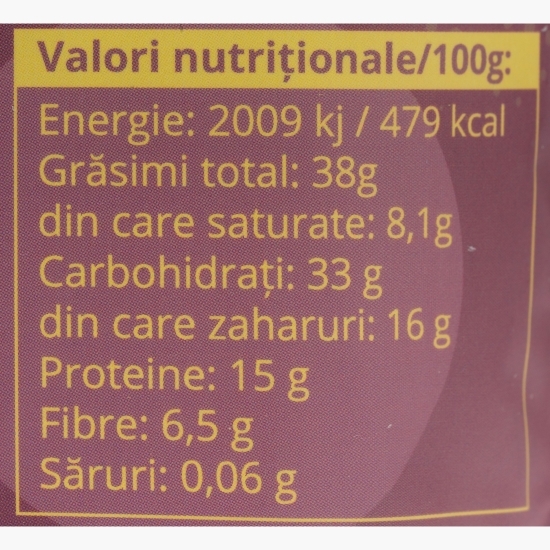 Valori nutriționale/100g:
Energie: 2009 kj / 479 kcal
Grăsimi total: 38g
din care saturate: 8,1g
Carbohidrați: 33 g
din care zaharuri: 16 g
Proteine: 15 g
Fibre: 6,5 g
Săruri: 0,06 g